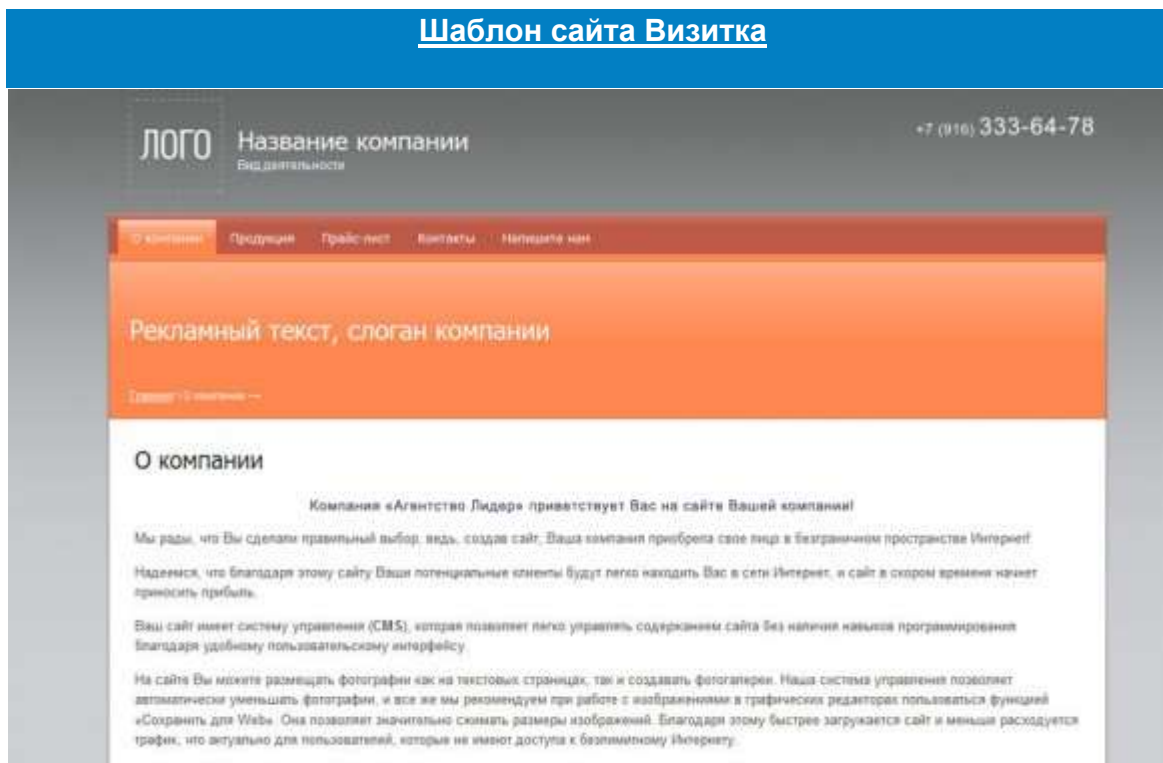 Шаблон сайта Визитка
ЛОГО
Название компании
Вид деятельности
+7 (916) 333-64-78
О компании Продукция Прайс-лист Контакты Напишите нам
Рекламный текст, слоган компании
Главная О компании
О компании
Компания «Агентство Лидер» приветствует Вас на сайте Вашей компании!
Мы рады, что Вы сделали правильный выбор, ведь, создав сайт, Ваша компания приобрела свое лицо в безграничном пространстве Интернет!
Надеемся, что благодаря этому сайту Ваши потенциальные клиенты будут легко находить Вас в сети Интернет, и сайт в скором времени начнет
приносить прибыль.
Ваш сайт имеет систему управления (CMS), которая позволяет легко управлять содержанием сайта без наличия навыков программирования
благодаря удобному пользовательскому интерфейсу.
На сайте Вы можете размещать фотографии как на текстовых страницах, так и создавать фотогалереи. Наша система управления позволяет
автоматически уменьшать фотографии, и все же мы рекомендуем при работе с изображениями в графических редакторах пользоваться функцией
«Сохранить для Web». Она позволяет значительно сжимать размеры изображений. Благодаря этому быстрее загружается сайт и меньше расходуется
трафик, что актуально для пользователей, которые не имеют доступа к безлимитному Интернету.